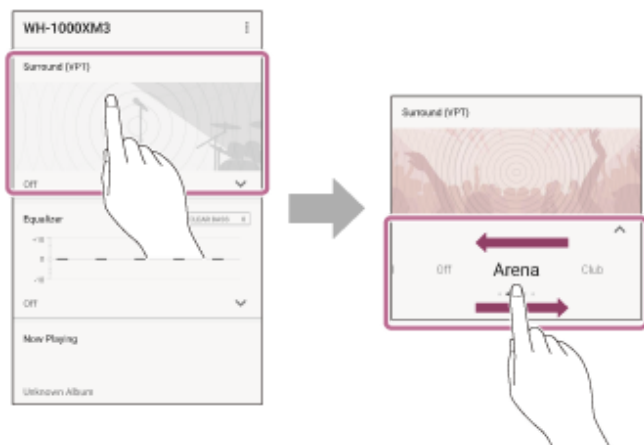 WH-1000XM3
Surround (VPT)
Off
Equalizer
CLEAR BASS 0
+10
0
-10
Off
Now Playing
Unknown Album
Surround (VPT)
Off
Arena
Club